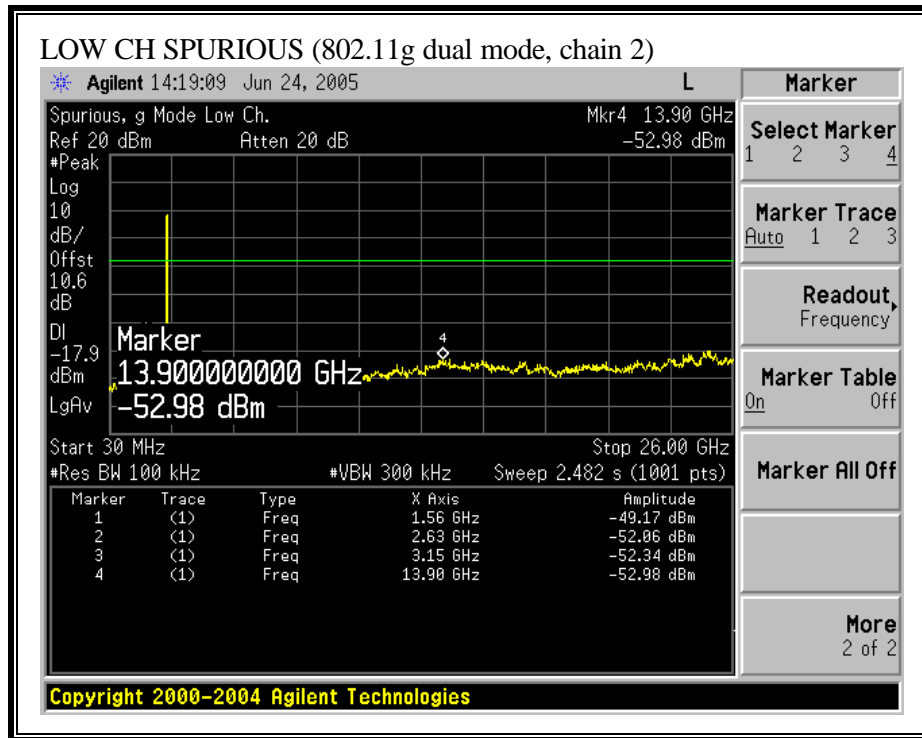 LOW CH SPURIOUS (802.11g dual mode, chain 2)
Agilent 14:19:09 Jun 24, 2005 L
Spurious, g Mode Low Ch. Mkr4 13.90 GHz
Ref 20 dBm Atten 20 dB -52.98 dBm
#Peak
Log
10
dB/
Offst
10.6
dB
DI
-17.9
dBm
LgAv
4
Marker
13.900000000 GHz
-52.98 dBm
Start 30 MHz Stop 26.00 GHz
#Res BW 100 kHz #VBW 300 kHz Sweep 2.482 s (1001 pts)
Marker Trace Type X Axis Amplitude
1 (1) Freq 1.56 GHz -49.17 dBm
2 (1) Freq 2.63 GHz -52.06 dBm
3 (1) Freq 3.15 GHz -52.34 dBm
4 (1) Freq 13.90 GHz -52.98 dBm
Marker
Select Marker
1 2 3 4
Marker Trace
Auto 1 2 3
Readout
Frequency
Marker Table
On Off
Marker All Off
More
2 of 2
Copyright 2000-2004 Agilent Technologies